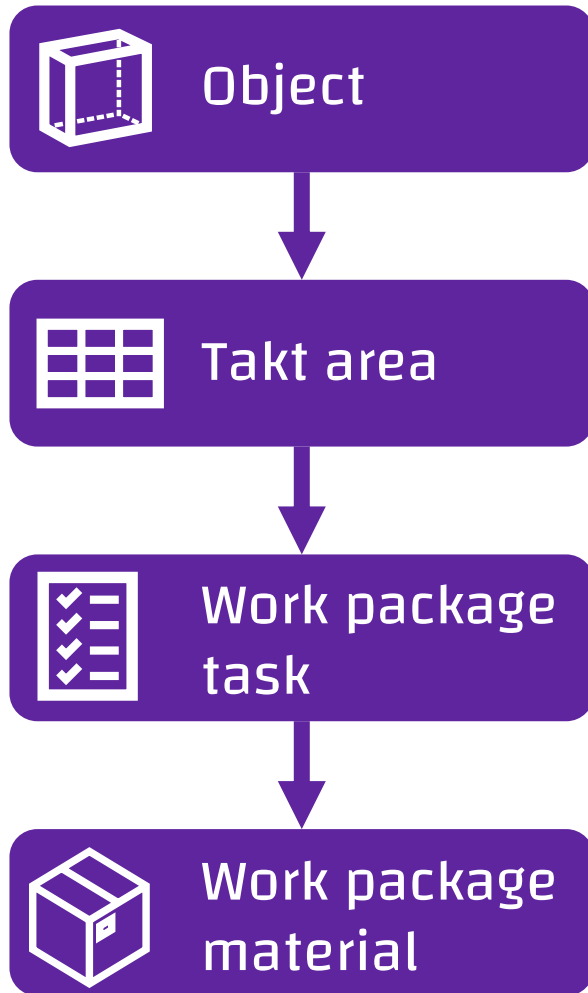 Object
Takt area
Work package
task
Work package
material